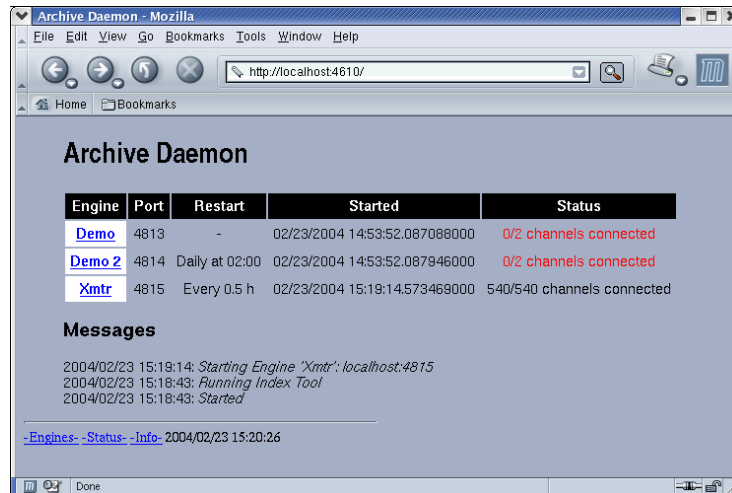 Archive Daemon - Mozilla
File Edit View Go Bookmarks Tools Window Help
http://localhost:4610/
Home Bookmarks
Archive Daemon
Engine Port Restart Started Status
Demo 4813 - 02/23/2004 14:53:52.087088000 0/2 channels connected
Demo 2 4814 Daily at 02:00 02/23/2004 14:53:52.087946000 0/2 channels connected
Xmtr 4815 Every 0.5 h 02/23/2004 15:19:14.573469000 540/540 channels connected
Messages
2004/02/23 15:19:14: Starting Engine 'Xmtr': localhost:4815
2004/02/23 15:18:43: Running Index Tool
2004/02/23 15:18:43: Started
-Engines- -Status- -Info- 2004/02/23 15:20:26
Done